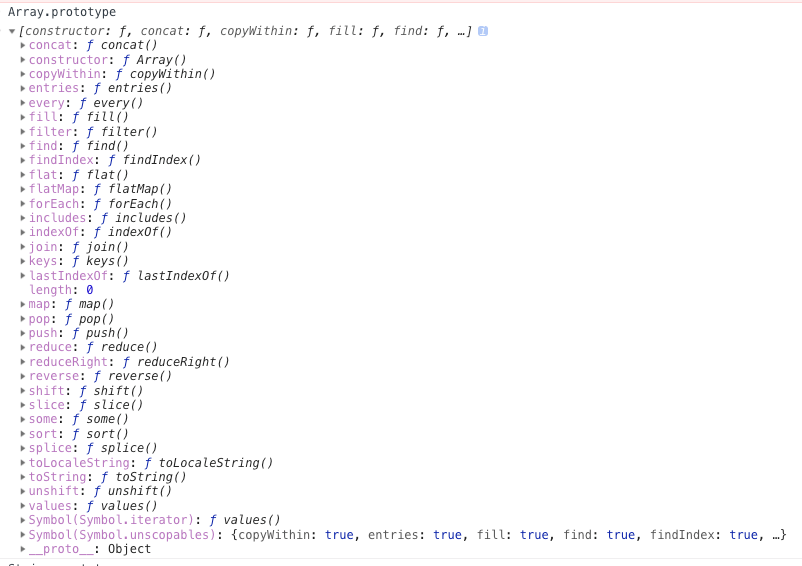 Array.prototype
[constructor: ƒ, concat: ƒ, copyWithin: ƒ, fill: ƒ, find: ƒ, …] i
concat: ƒ concat()
constructor: ƒ Array()
copyWithin: ƒ copyWithin()
entries: ƒ entries()
every: ƒ every()
fill: ƒ fill()
filter: ƒ filter()
find: ƒ find()
findIndex: ƒ findIndex()
flat: ƒ flat()
flatMap: ƒ flatMap()
forEach: ƒ forEach()
includes: ƒ includes()
indexOf: ƒ indexOf()
join: ƒ join()
keys: ƒ keys()
lastIndexOf: ƒ lastIndexOf()
length: 0
map: ƒ map()
pop: ƒ pop()
push: ƒ push()
reduce: ƒ reduce()
reduceRight: ƒ reduceRight()
reverse: ƒ reverse()
shift: ƒ shift()
slice: ƒ slice()
some: ƒ some()
sort: ƒ sort()
splice: ƒ splice()
toLocaleString: ƒ toLocaleString()
toString: ƒ toString()
unshift: ƒ unshift()
values: ƒ values()
Symbol(Symbol.iterator): ƒ values()
Symbol(Symbol.unscopables): {copyWithin: true, entries: true, fill: true, find: true, findIndex: true, …}
__proto__: Object